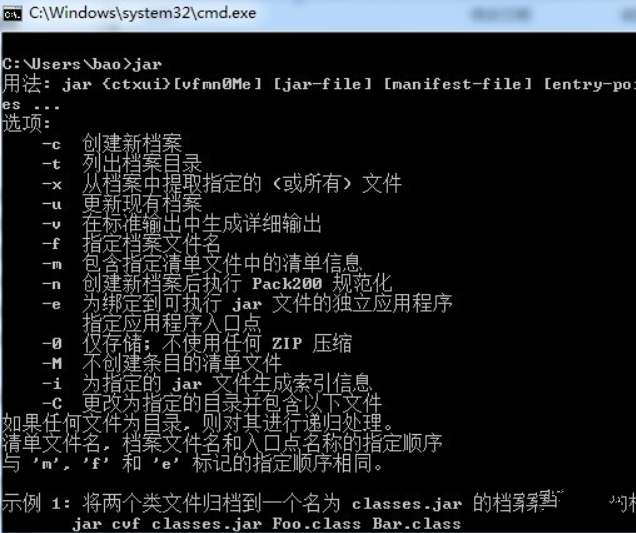 C:\Windows\system32\cmd.exe
C:\Users\bao>jar
用法: jar {ctxui}[vfmn0Me] [jar-file] [manifest-file] [entry-poi
es ...
选项:
-c 创建新档案
-t 列出档案目录
-x 从档案中提取指定的 (或所有) 文件
-u 更新现有档案
-v 在标准输出中生成详细输出
-f 指定档案文件名
-m 包含指定清单文件中的清单信息
-n 创建新档案后执行 Pack200 规范化
-e 为绑定到可执行 jar 文件的独立应用程序
指定应用程序入口点
-0 仅存储; 不使用任何 ZIP 压缩
-M 不创建条目的清单文件
-i 为指定的 jar 文件生成索引信息
-C 更改为指定的目录并包含以下文件
如果任何文件为目录, 则对其进行递归处理。
清单文件名, 档案文件名和入口点名称的指定顺序
与 'm', 'f' 和 'e' 标记的指定顺序相同。
示例 1: 将两个类文件归档到一个名为 classes.jar 的档案
jar cvf classes.jar Foo.class Bar.class